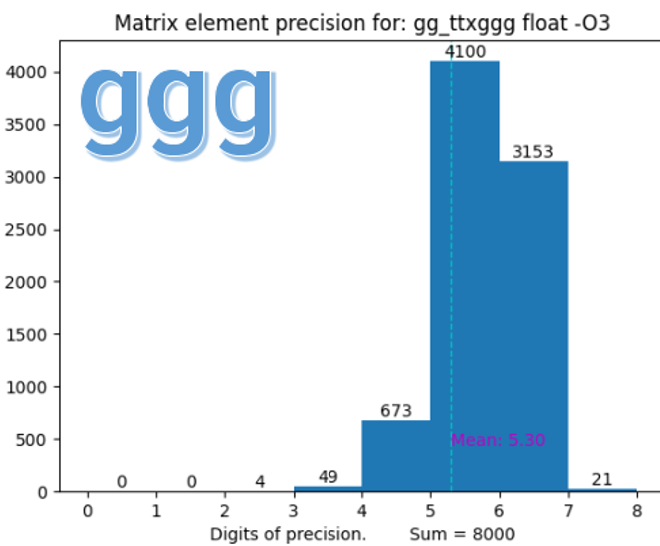 Matrix element precision for: gg_ttxggg float -O3
ggg
4100
3153
673
Mean: 5.30
0 0 4 49 21
4000
3500
3000
2500
2000
1500
1000
500
0
0 1 2 3 4 5 6 7 8
Digits of precision. Sum = 8000